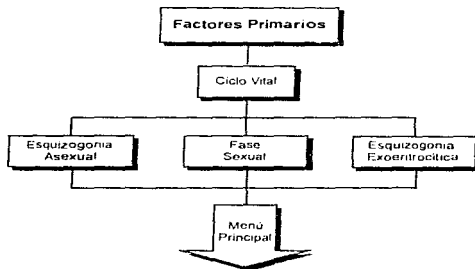 Factores Primarios
Ciclo Vital
Esquizogonia
Asexual
Fase
Sexual
Esquizogonia
Exoeritrocítica
Menú
Principal